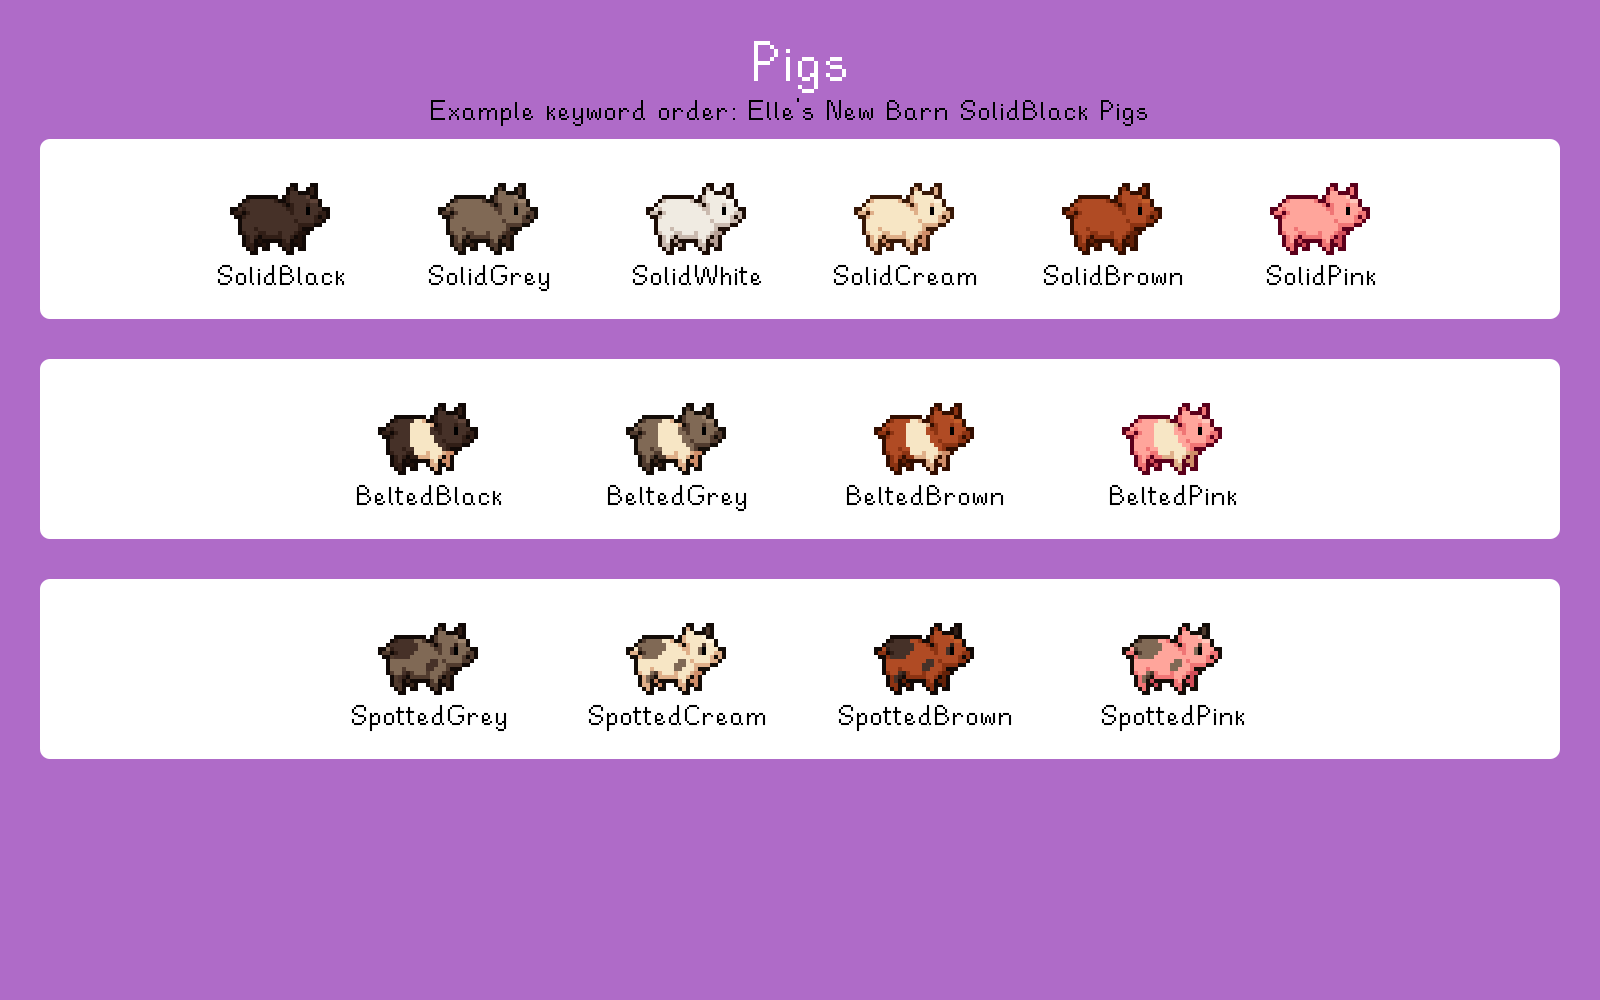 Pigs
Example keyword order: Elle's New Barn SolidBlack Pigs
SolidBlack SolidGrey SolidWhite SolidCream SolidBrown SolidPink
BeltedBlack BeltedGrey BeltedBrown BeltedPink
SpottedGrey SpottedCream SpottedBrown SpottedPink